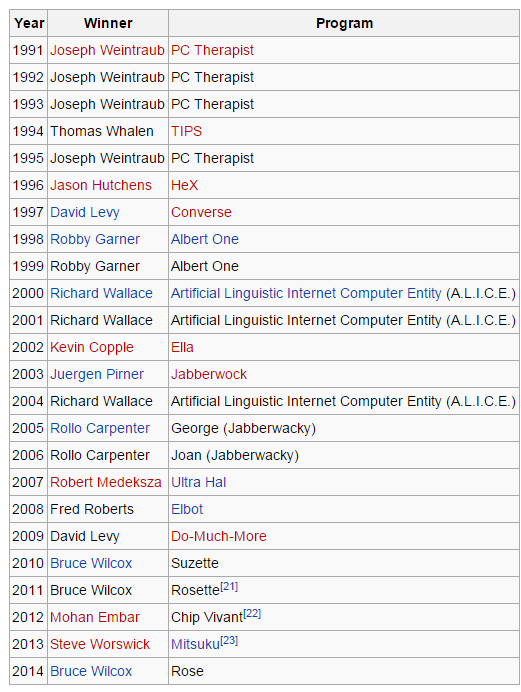 Year Winner Program
1991 Joseph Weintraub PC Therapist
1992 Joseph Weintraub PC Therapist
1993 Joseph Weintraub PC Therapist
1994 Thomas Whalen TIPS
1995 Joseph Weintraub PC Therapist
1996 Jason Hutchens HeX
1997 David Levy Converse
1998 Robby Garner Albert One
1999 Robby Garner Albert One
2000 Richard Wallace Artificial Linguistic Internet Computer Entity (A.L.I.C.E.)
2001 Richard Wallace Artificial Linguistic Internet Computer Entity (A.L.I.C.E.)
2002 Kevin Copple Ella
2003 Juergen Pirner Jabberwock
2004 Richard Wallace Artificial Linguistic Internet Computer Entity (A.L.I.C.E.)
2005 Rollo Carpenter George (Jabberwacky)
2006 Rollo Carpenter Joan (Jabberwacky)
2007 Robert Medeksza Ultra Hal
2008 Fred Roberts Elbot
2009 David Levy Do-Much-More
2010 Bruce Wilcox Suzette
2011 Bruce Wilcox Rosette[21]
2012 Mohan Embar Chip Vivant[22]
2013 Steve Worswick Mitsuku[23]
2014 Bruce Wilcox Rose